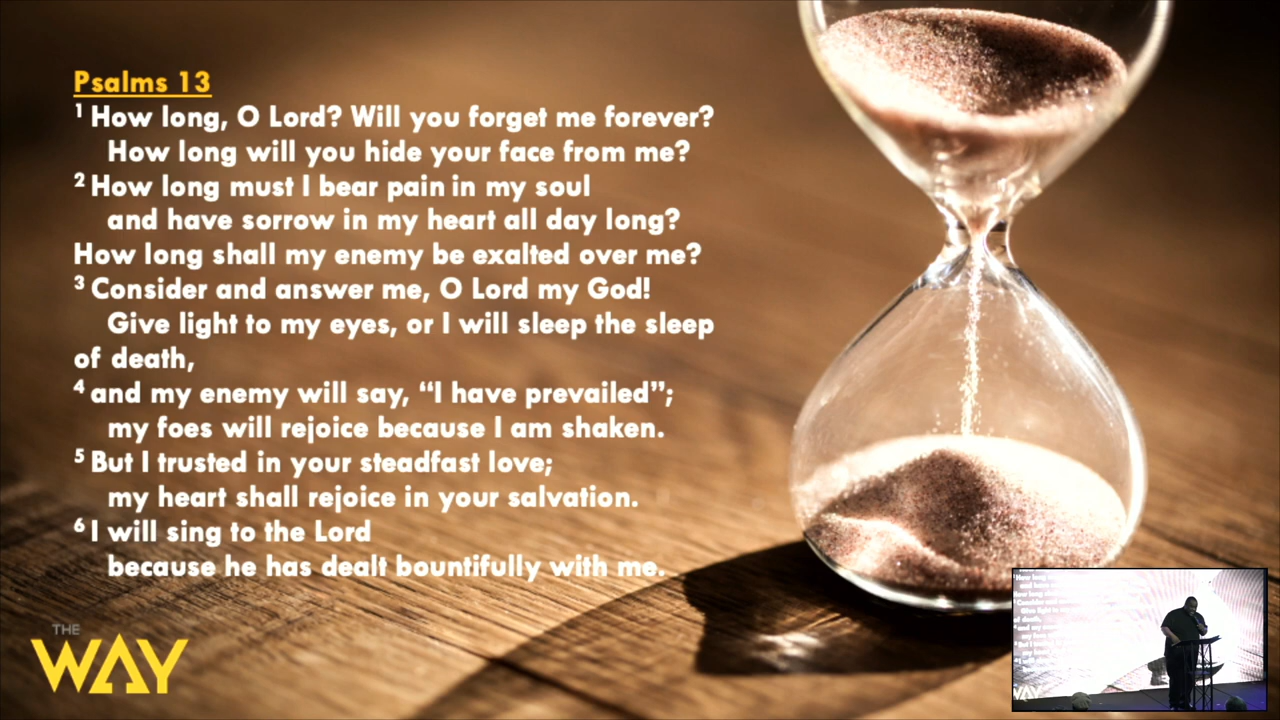 Psalms 13
1 How long, O Lord? Will you forget me forever?
How long will you hide your face from me?
2 How long must I bear pain in my soul
and have sorrow in my heart all day long?
How long shall my enemy be exalted over me?
3 Consider and answer me, O Lord my God!
Give light to my eyes, or I will sleep the sleep
of death,
4 and my enemy will say, “I have prevailed”;
my foes will rejoice because I am shaken.
5 But I trusted in your steadfast love;
my heart shall rejoice in your salvation.
6 I will sing to the Lord
because he has dealt bountifully with me.
THE
WAY